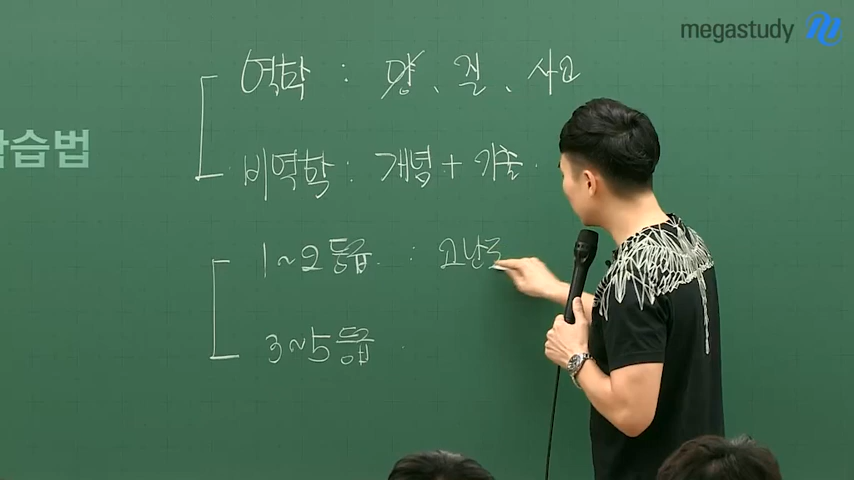 megastudy
역학 : 양、질、사고
학습법
비역학 : 개념 + 기출.
1~2 등급. : 고난
3~5 등급.